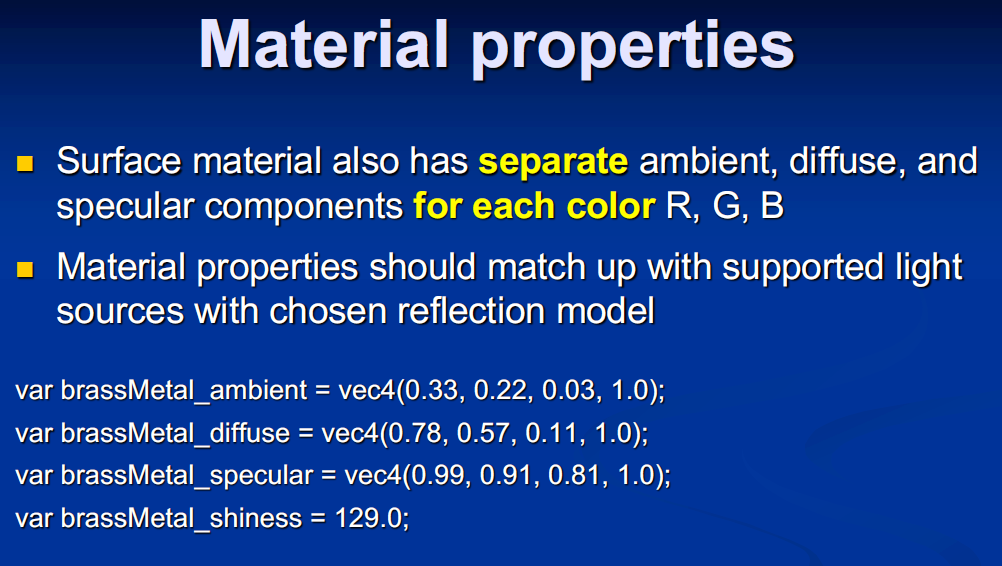 Material properties
Surface material also has separate ambient, diffuse, and
specular components for each color R, G, B
Material properties should match up with supported light
sources with chosen reflection model
var brassMetal_ambient = vec4(0.33, 0.22, 0.03, 1.0);
var brassMetal_diffuse = vec4(0.78, 0.57, 0.11, 1.0);
var brassMetal_specular = vec4(0.99, 0.91, 0.81, 1.0);
var brassMetal_shiness = 129.0;